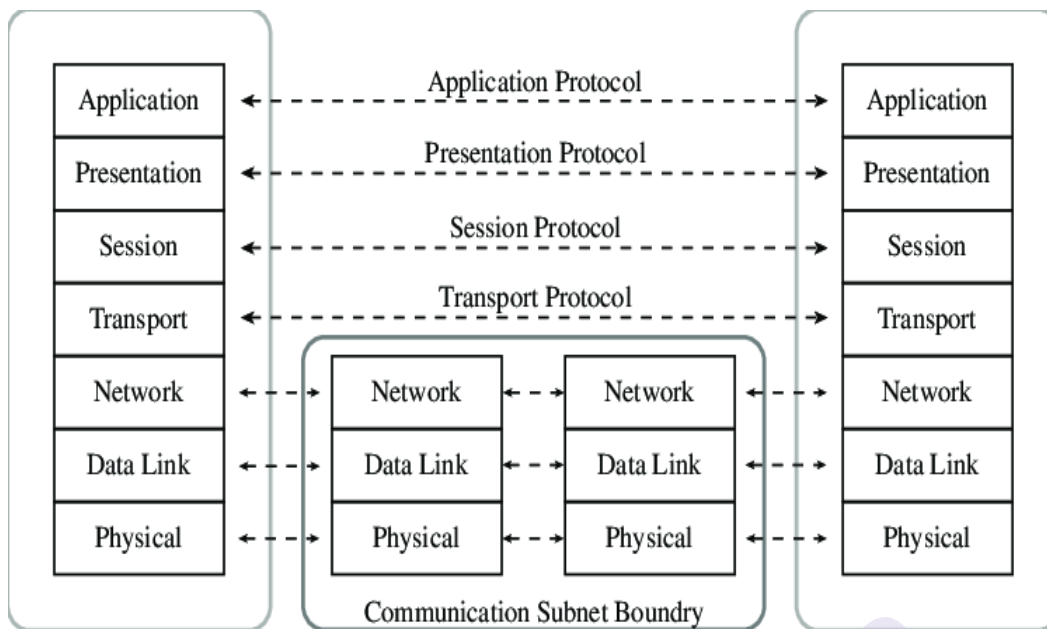 Application
Application Protocol
Application
Presentation
Presentation Protocol
Presentation
Session
Session Protocol
Session
Transport
Transport Protocol
Transport
Network
Network
Network
Network
Data Link
Data Link
Data Link
Data Link
Physical
Physical
Physical
Physical
Communication Subnet Boundry